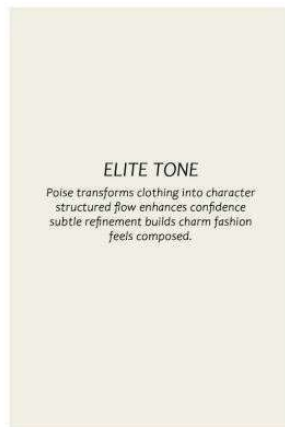 ELITE TONE
Poise transforms clothing into character
structured flow enhances confidence
subtle refinement builds charm fashion
feels composed.